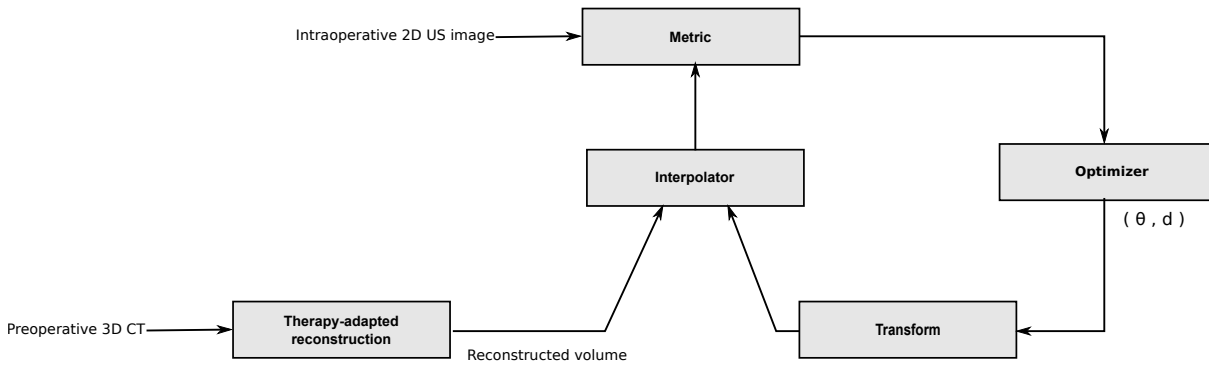 Intraoperative 2D US image
Metric
Interpolator
Optimizer
( θ , d )
Preoperative 3D CT
Therapy-adapted
reconstruction
Reconstructed volume
Transform